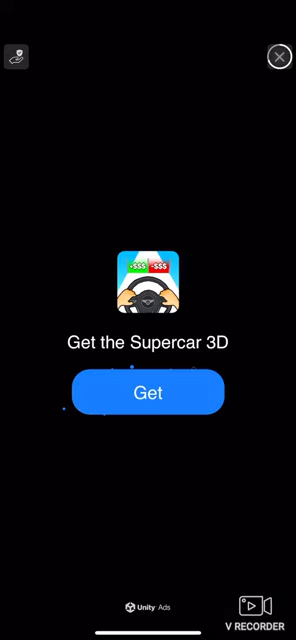 +$$$ -$$$
Get the Supercar 3D
Get
Unity Ads
V RECORDER